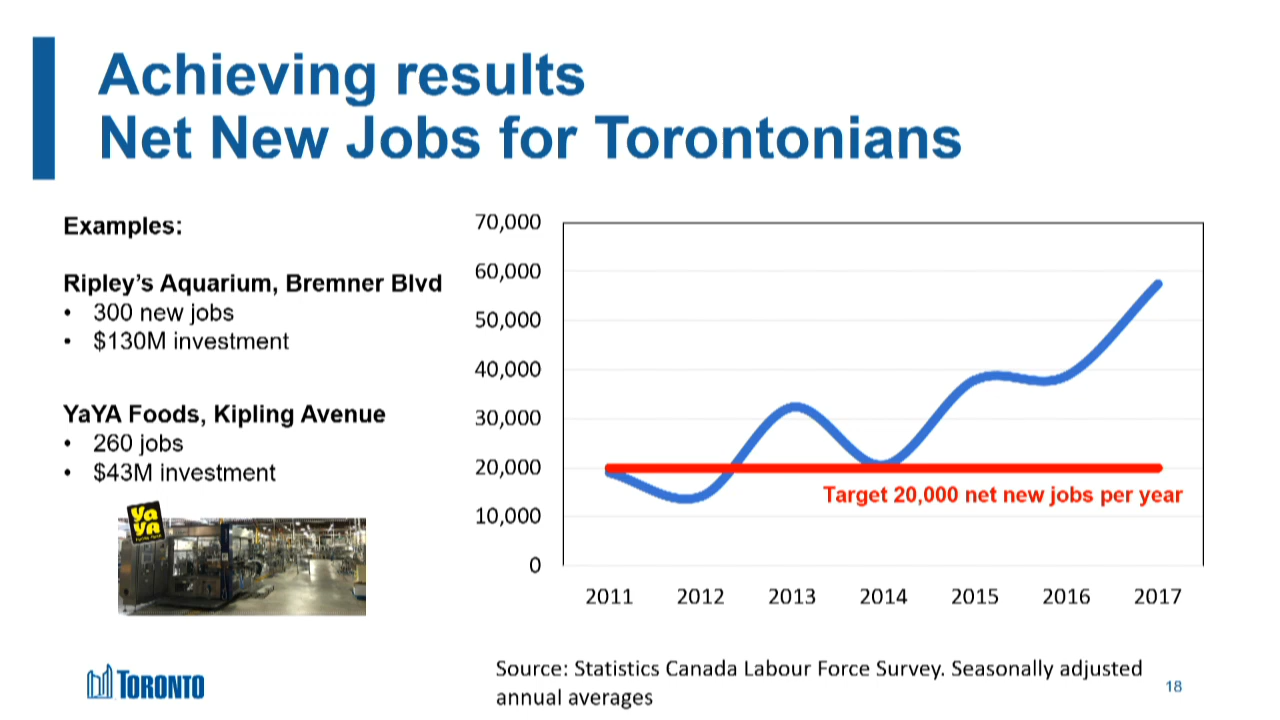 Achieving results
Net New Jobs for Torontonians
Examples:
Ripley’s Aquarium, Bremner Blvd
• 300 new jobs
• $130M investment
YaYA Foods, Kipling Avenue
• 260 jobs
• $43M investment
ya
YA
70,000
60,000
50,000
40,000
30,000
20,000
10,000
0
Target 20,000 net new jobs per year
2011 2012 2013 2014 2015 2016 2017
TORONTO
Source: Statistics Canada Labour Force Survey. Seasonally adjusted
annual averages
18